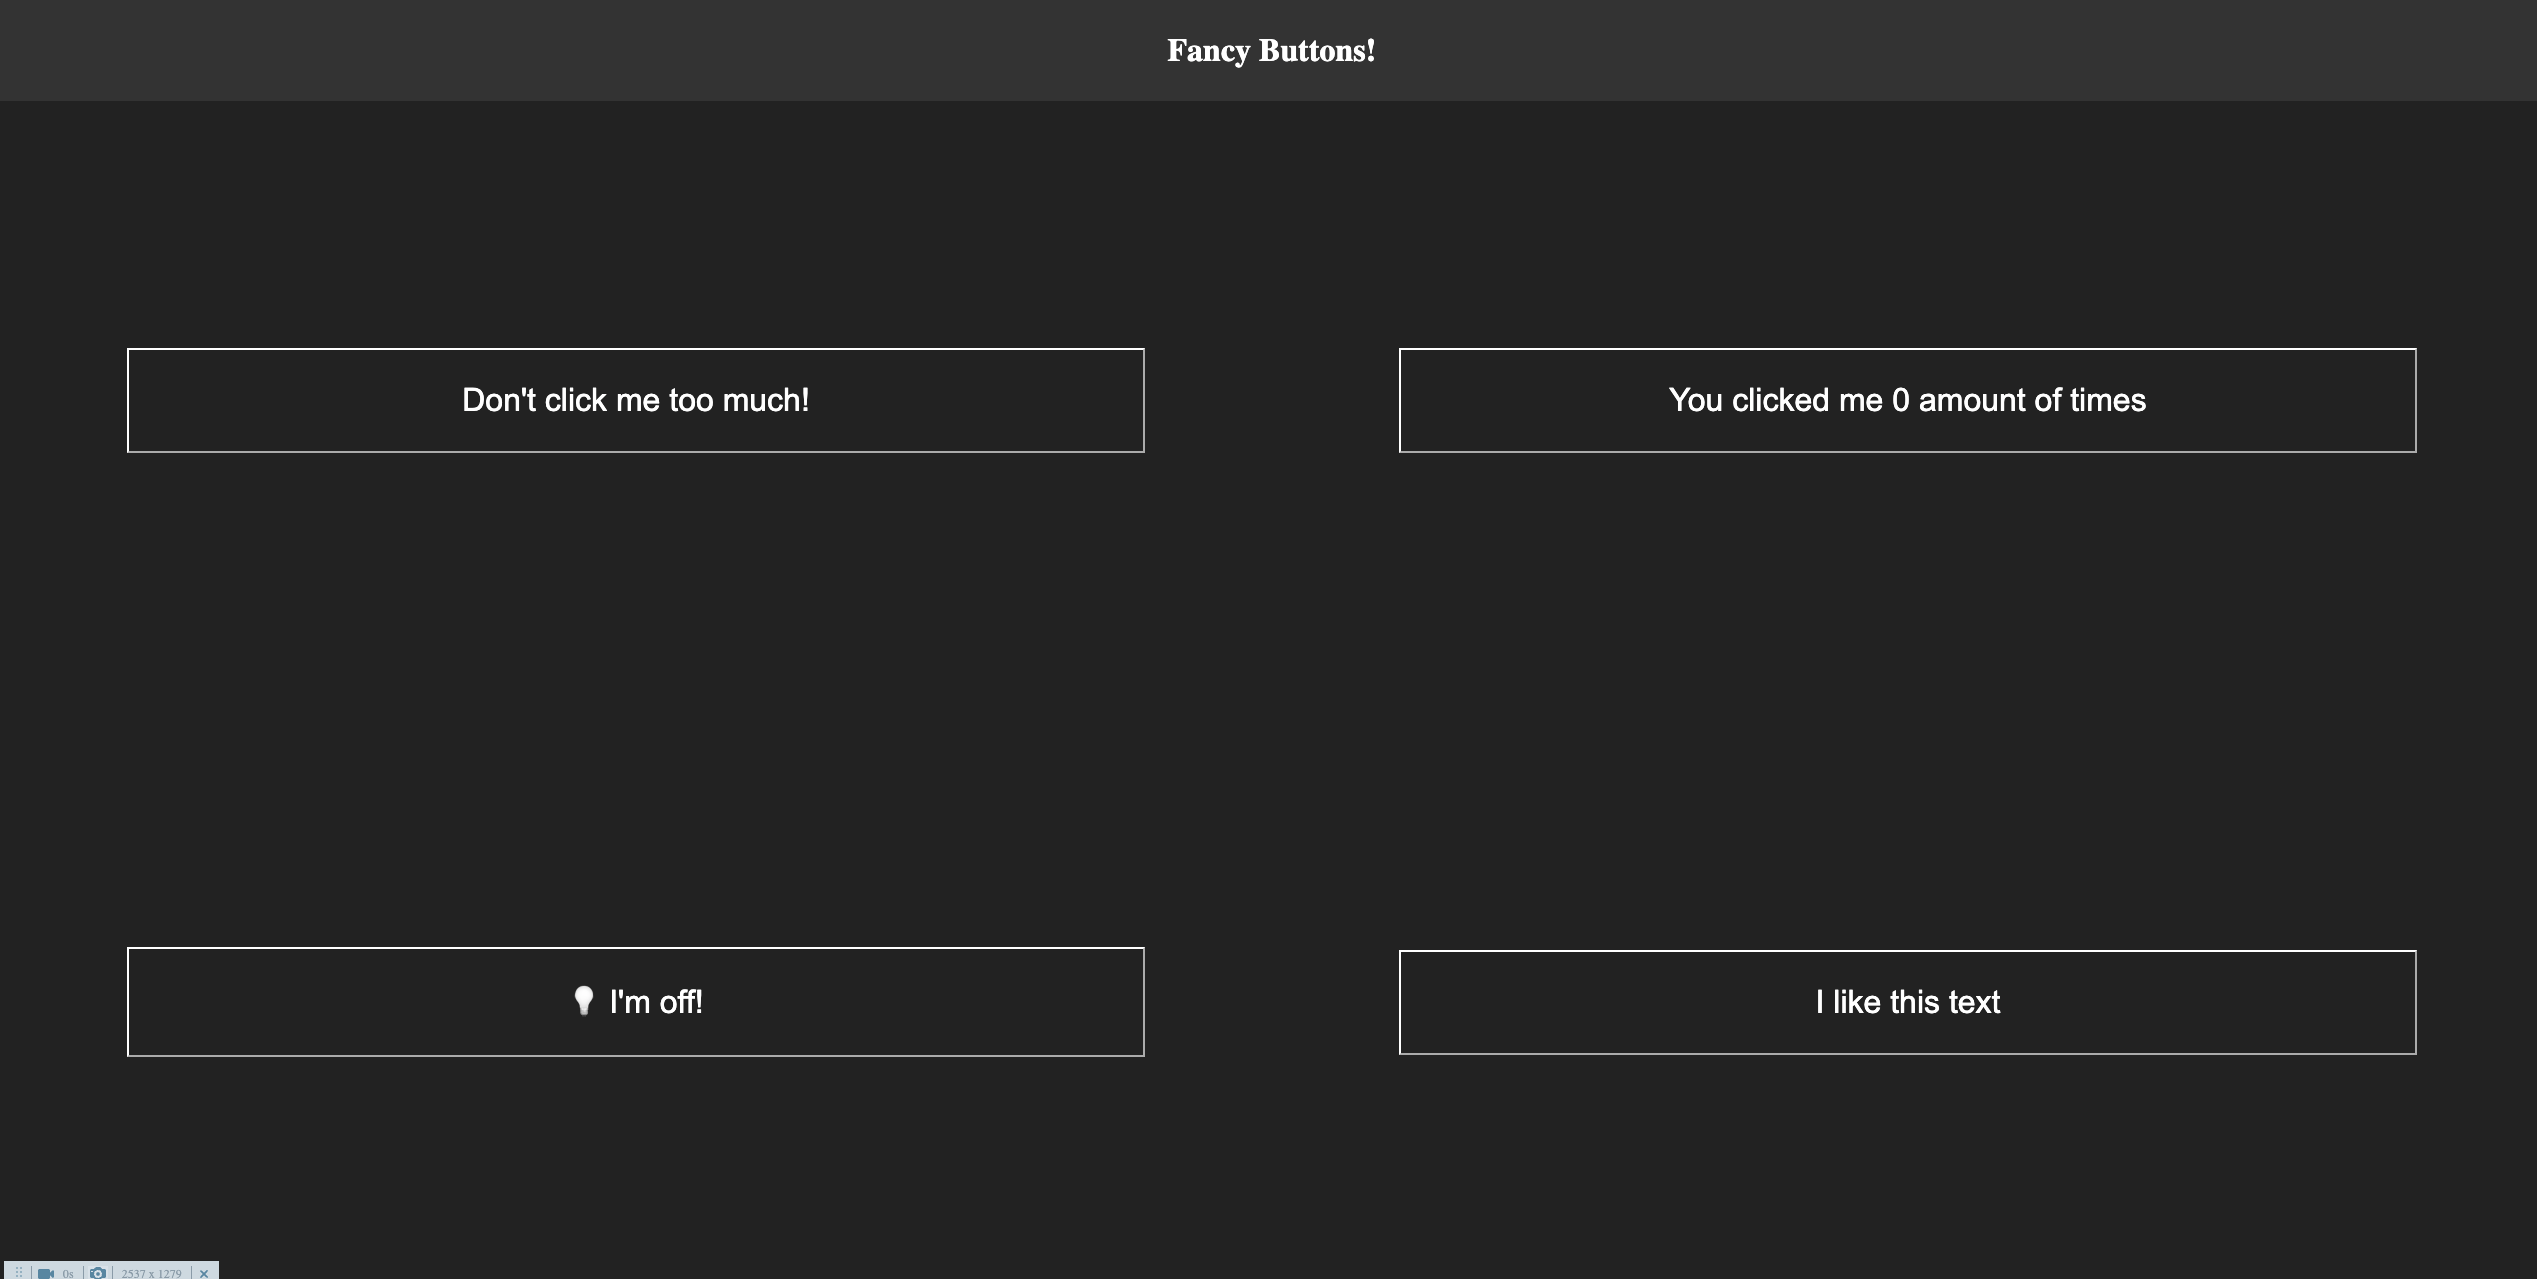 Fancy Buttons!
Don't click me too much!
You clicked me 0 amount of times
💡 I'm off!
I like this text
0s 2537 x 1279